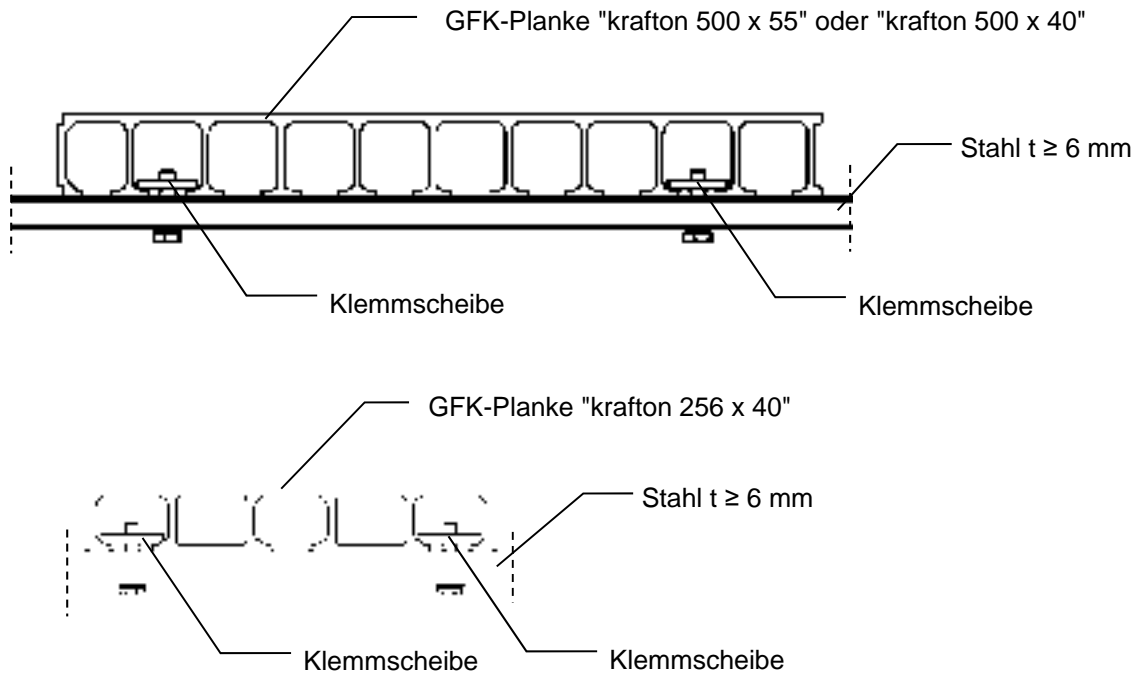 GFK-Planke "krafton 500 x 55" oder "krafton 500 x 40"
Stahl t ≥ 6 mm
Klemmscheibe
Klemmscheibe
GFK-Planke "krafton 256 x 40"
Stahl t ≥ 6 mm
Klemmscheibe
Klemmscheibe